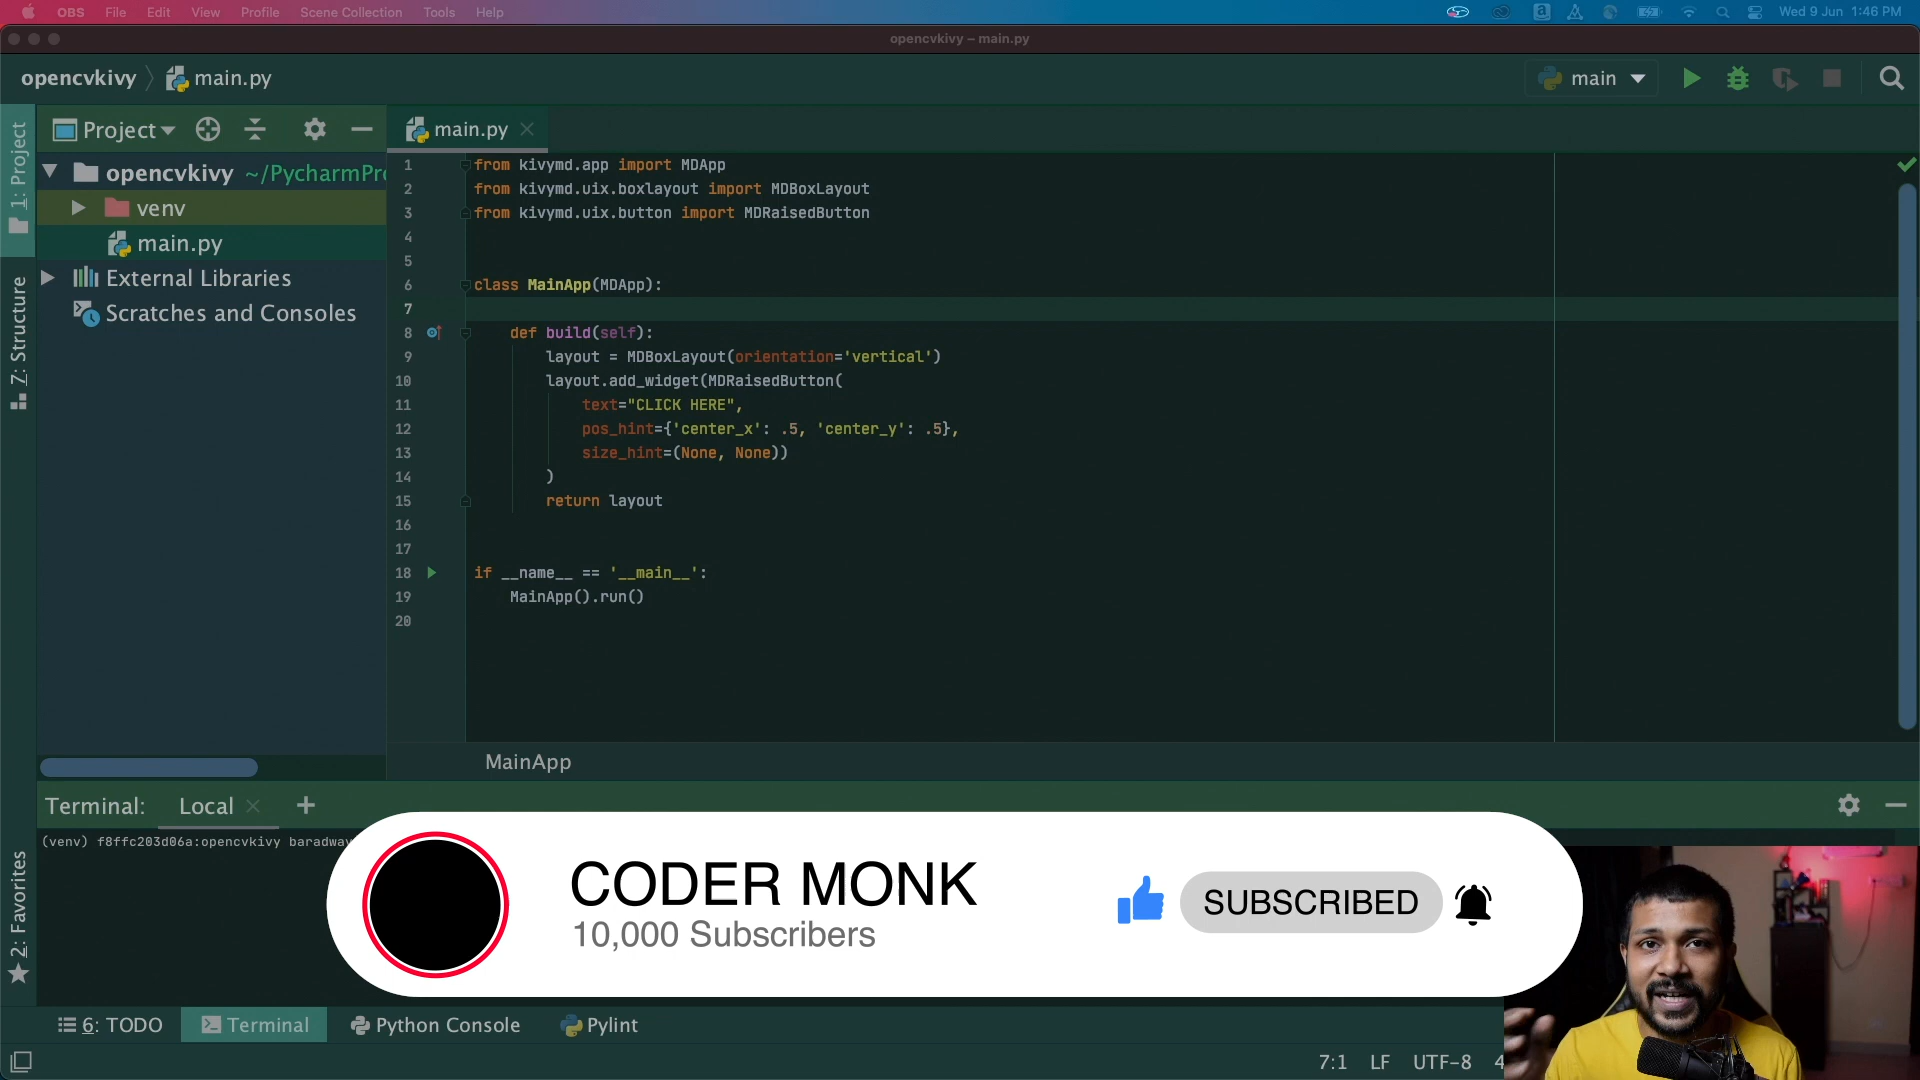 OBS File Edit View Profile Scene Collection Tools Help Wed 9 Jun 1:46 PM
opencvkivy – main.py
opencvkivy main.py main
1: Project
Project
main.py
opencvkivy ~/PycharmPro
venv
main.py
External Libraries
Scratches and Consoles
7: Structure
2: Favorites
1 from kivymd.app import MDApp
2 from kivymd.uix.boxlayout import MDBoxLayout
3 from kivymd.uix.button import MDRaisedButton
4
5
6 class MainApp(MDApp):
7
8 def build(self):
9 layout = MDBoxLayout(orientation='vertical')
10 layout.add_widget(MDRaisedButton(
11 text="CLICK HERE",
12 pos_hint={'center_x': .5, 'center_y': .5},
13 size_hint=(None, None))
14 )
15 return layout
16
17
18 if __name__ == '__main__':
19 MainApp().run()
20
MainApp
Terminal: Local
(venv) f8ffc203d06a:opencvkivy baradway
CODER MONK
10,000 Subscribers
SUBSCRIBED
6: TODO Terminal Python Console Pylint
7:1 LF UTF-8 4